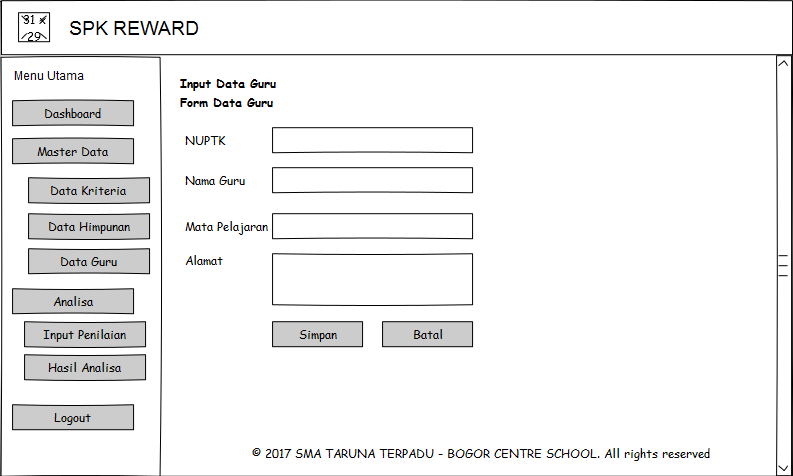 31
29
SPK REWARD
Menu Utama
Dashboard
Master Data
Data Kriteria
Data Himpunan
Data Guru
Analisa
Input Penilaian
Hasil Analisa
Logout
Input Data Guru
Form Data Guru
NUPTK
Nama Guru
Mata Pelajaran
Alamat
Simpan Batal
© 2017 SMA TARUNA TERPADU - BOGOR CENTRE SCHOOL. All rights reserved